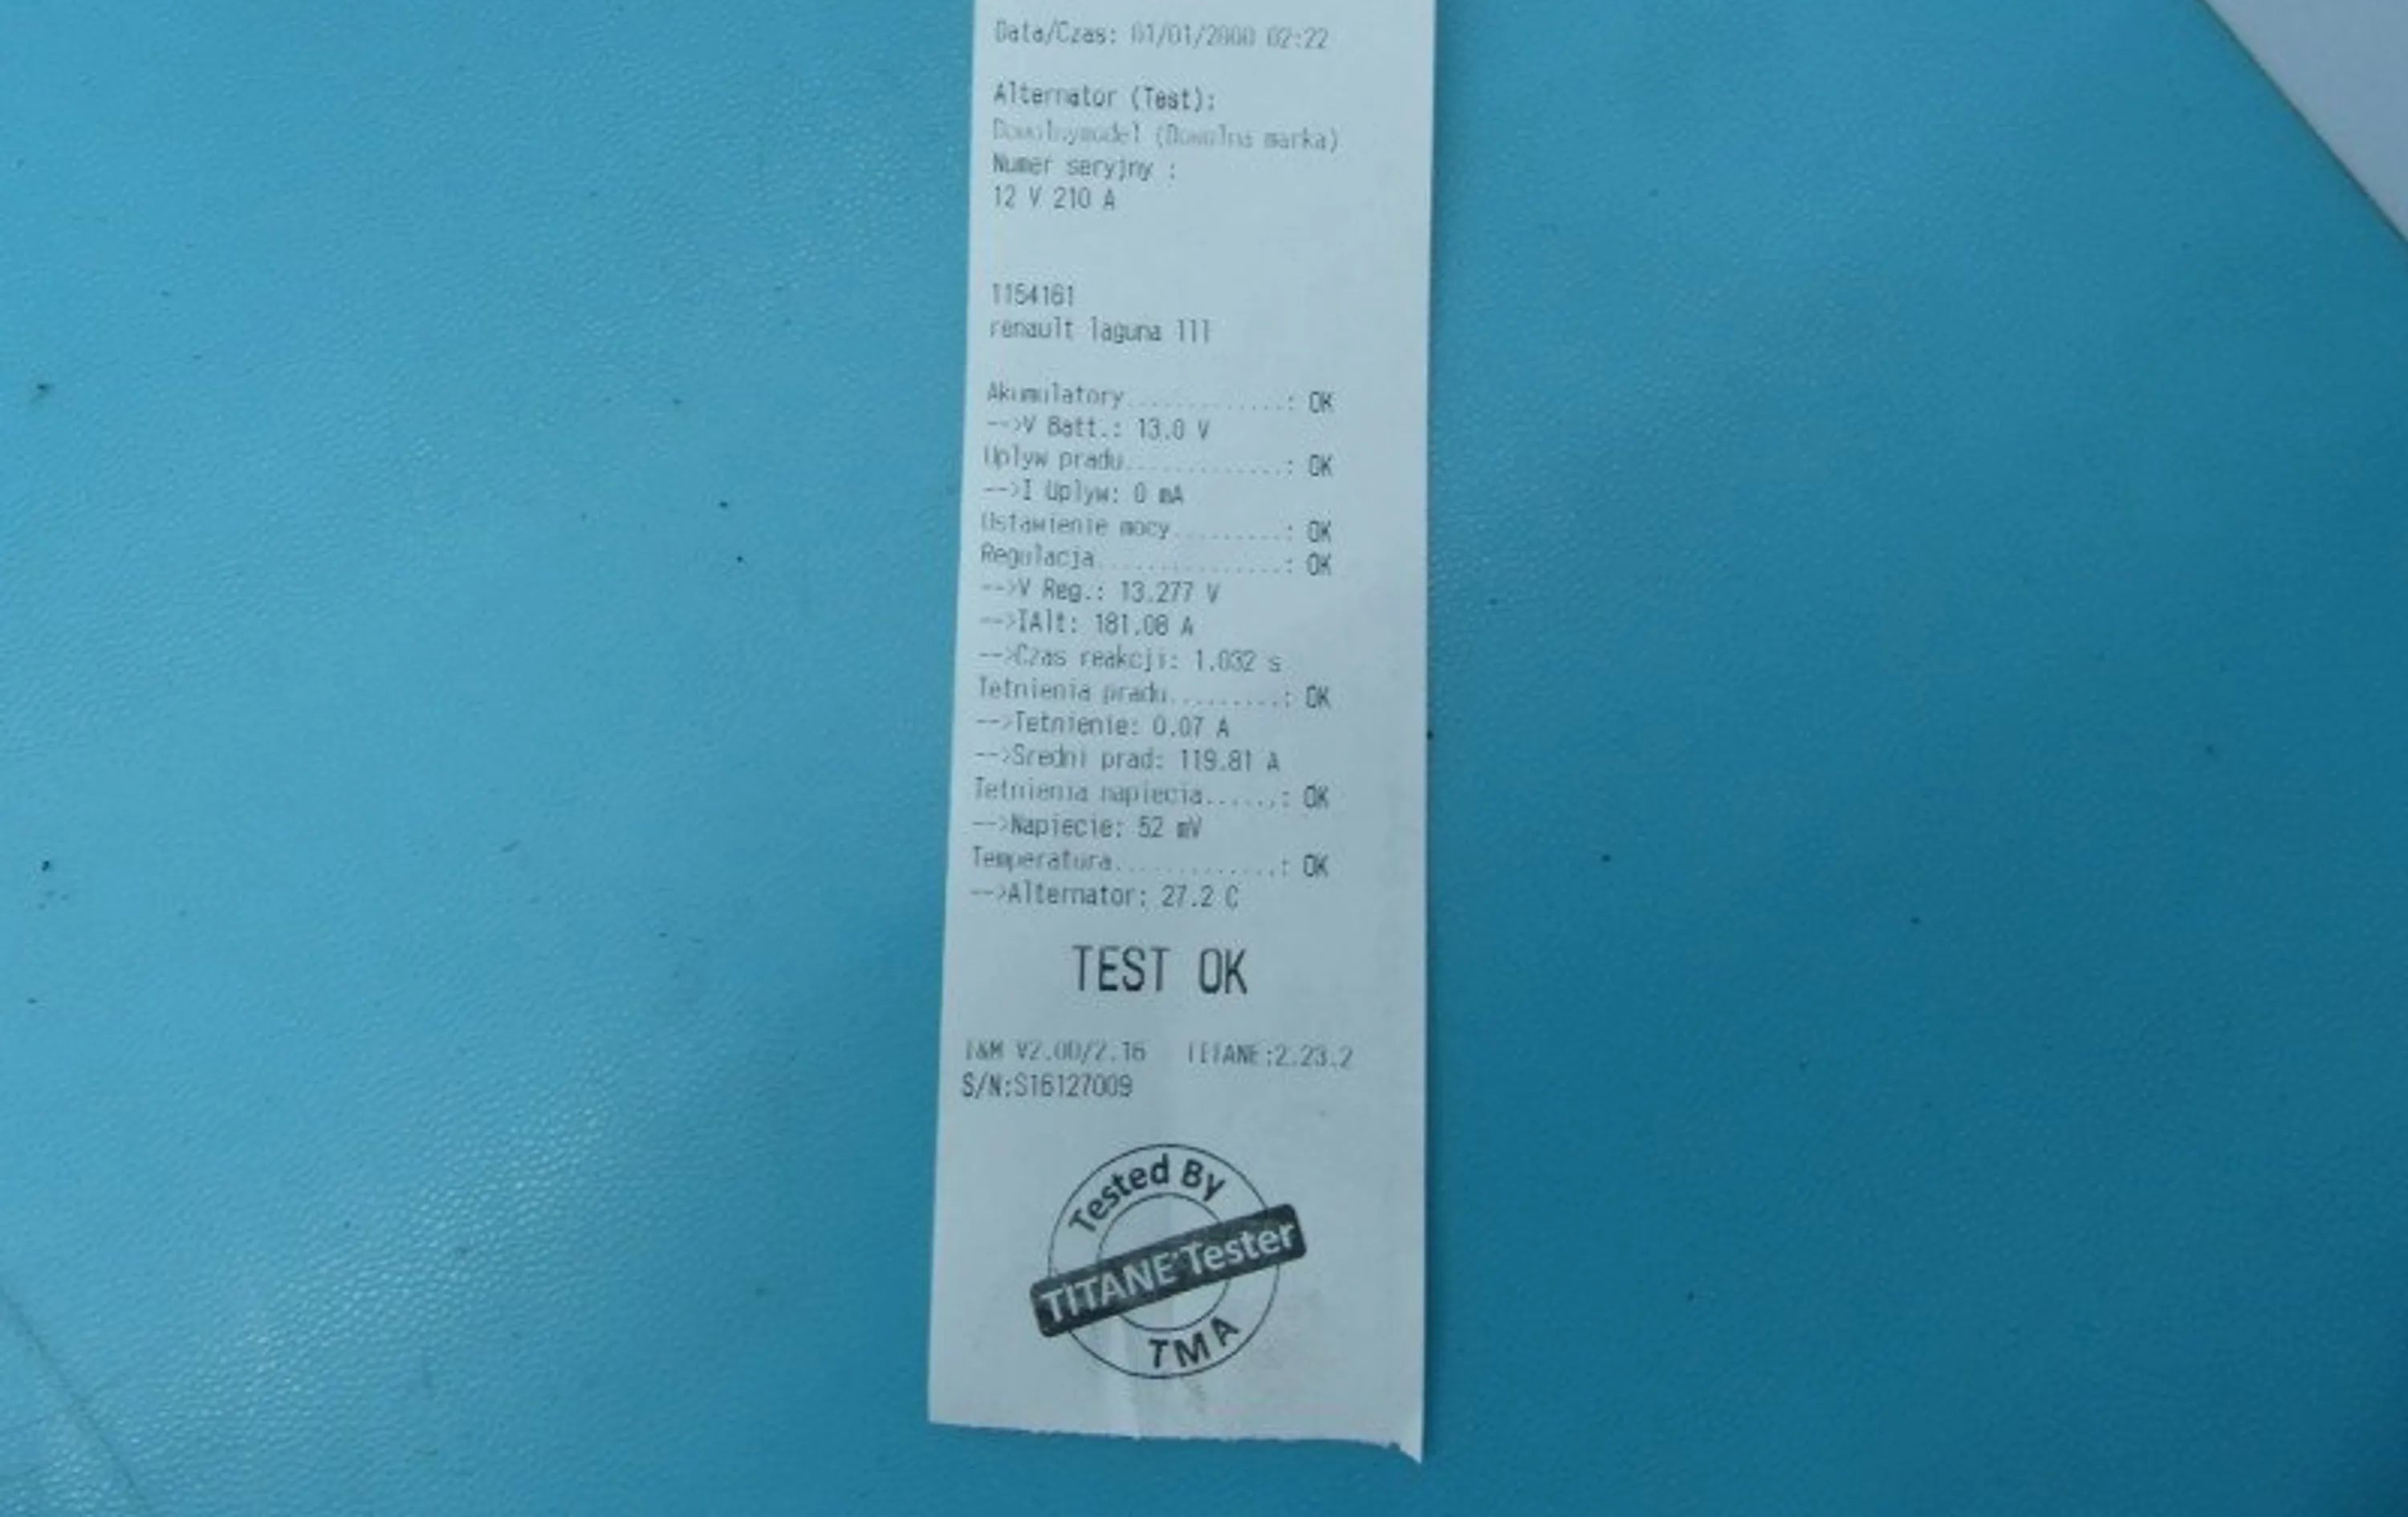 Data/Czas: 01/01/2000 02:22
Alternator (Test):
Dowolnymodel (Dowolna marka)
Numer seryjny :
12 V 210 A
1154161
renault laguna III
Akumulatory.............: OK
-->V Batt.: 13.0 V
Uplyw pradu.............: OK
-->I Uplyw: 0 mA
Ustawienie mocy.........: OK
Regulacja...............: OK
-->V Reg.: 13.277 V
-->IAlt: 181.08 A
-->Czas reakcji: 1.032 s
Tetnienia pradu.........: OK
-->Tetnienie: 0.07 A
-->Sredni prad: 119.81 A
Tetnienia napiecia......: OK
-->Napiecie: 52 mV
Temperatura.............: OK
-->Alternator: 27.2 C
TEST OK
I&M V2.00/2.16 TITANE:2.23.2
S/N:S16127009
Tested By
TITANE Tester
TMA